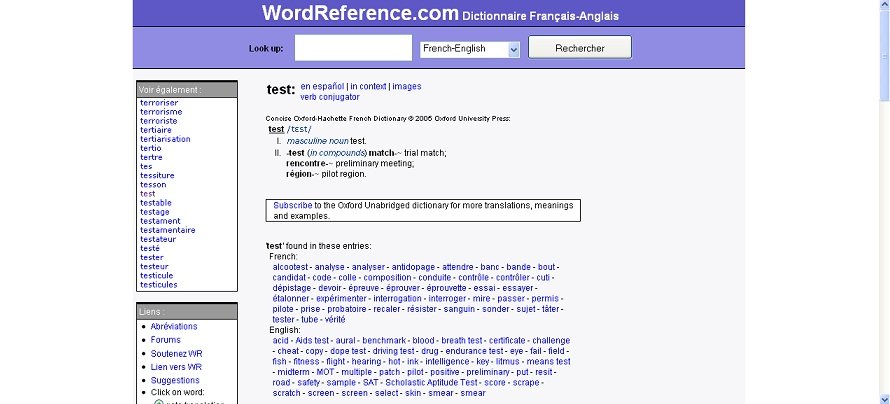 WordReference.com Dictionnaire Français-Anglais
Look up: French-English Rechercher
Voir également :
terroriser
terrorisme
terroriste
tertiaire
tertiarisation
tertio
tertre
tes
tessiture
tesson
test
testable
testage
testament
testamentaire
testateur
testé
tester
testeur
testicule
testicules
Liens :
Abréviations
Forums
Soutenez WR
Lien vers WR
Suggestions
Click on word:
test: en español | in context | images
verb conjugator
Concise Oxford-Hachette French Dictionary © 2005 Oxford University Press:
test /tɛst/
I. masculine noun test.
II. -test (in compounds) match-~ trial match;
rencontre-~ preliminary meeting;
région-~ pilot region.
Subscribe to the Oxford Unabridged dictionary for more translations, meanings
and examples.
'test' found in these entries:
French:
alcootest - analyse - analyser - antidopage - attendre - banc - bande - bout -
candidat - code - colle - composition - conduite - contrôle - contrôler - cuti -
dépistage - devoir - épreuve - éprouver - éprouvette - essai - essayer -
étalonner - expérimenter - interrogation - interroger - mire - passer - permis -
pilote - prise - probatoire - recaler - résister - sanguin - sonder - sujet - tâter -
tester - tube - vérité
English:
acid - Aids test - aural - benchmark - blood - breath test - certificate - challenge
- cheat - copy - dope test - driving test - drug - endurance test - eye - fail - field -
fish - fitness - flight - hearing - hot - ink - intelligence - key - litmus - means test
- midterm - MOT - multiple - patch - pilot - positive - preliminary - put - resit -
road - safety - sample - SAT - Scholastic Aptitude Test - score - scrape -
scratch - screen - screen - select - skin - smear - smear